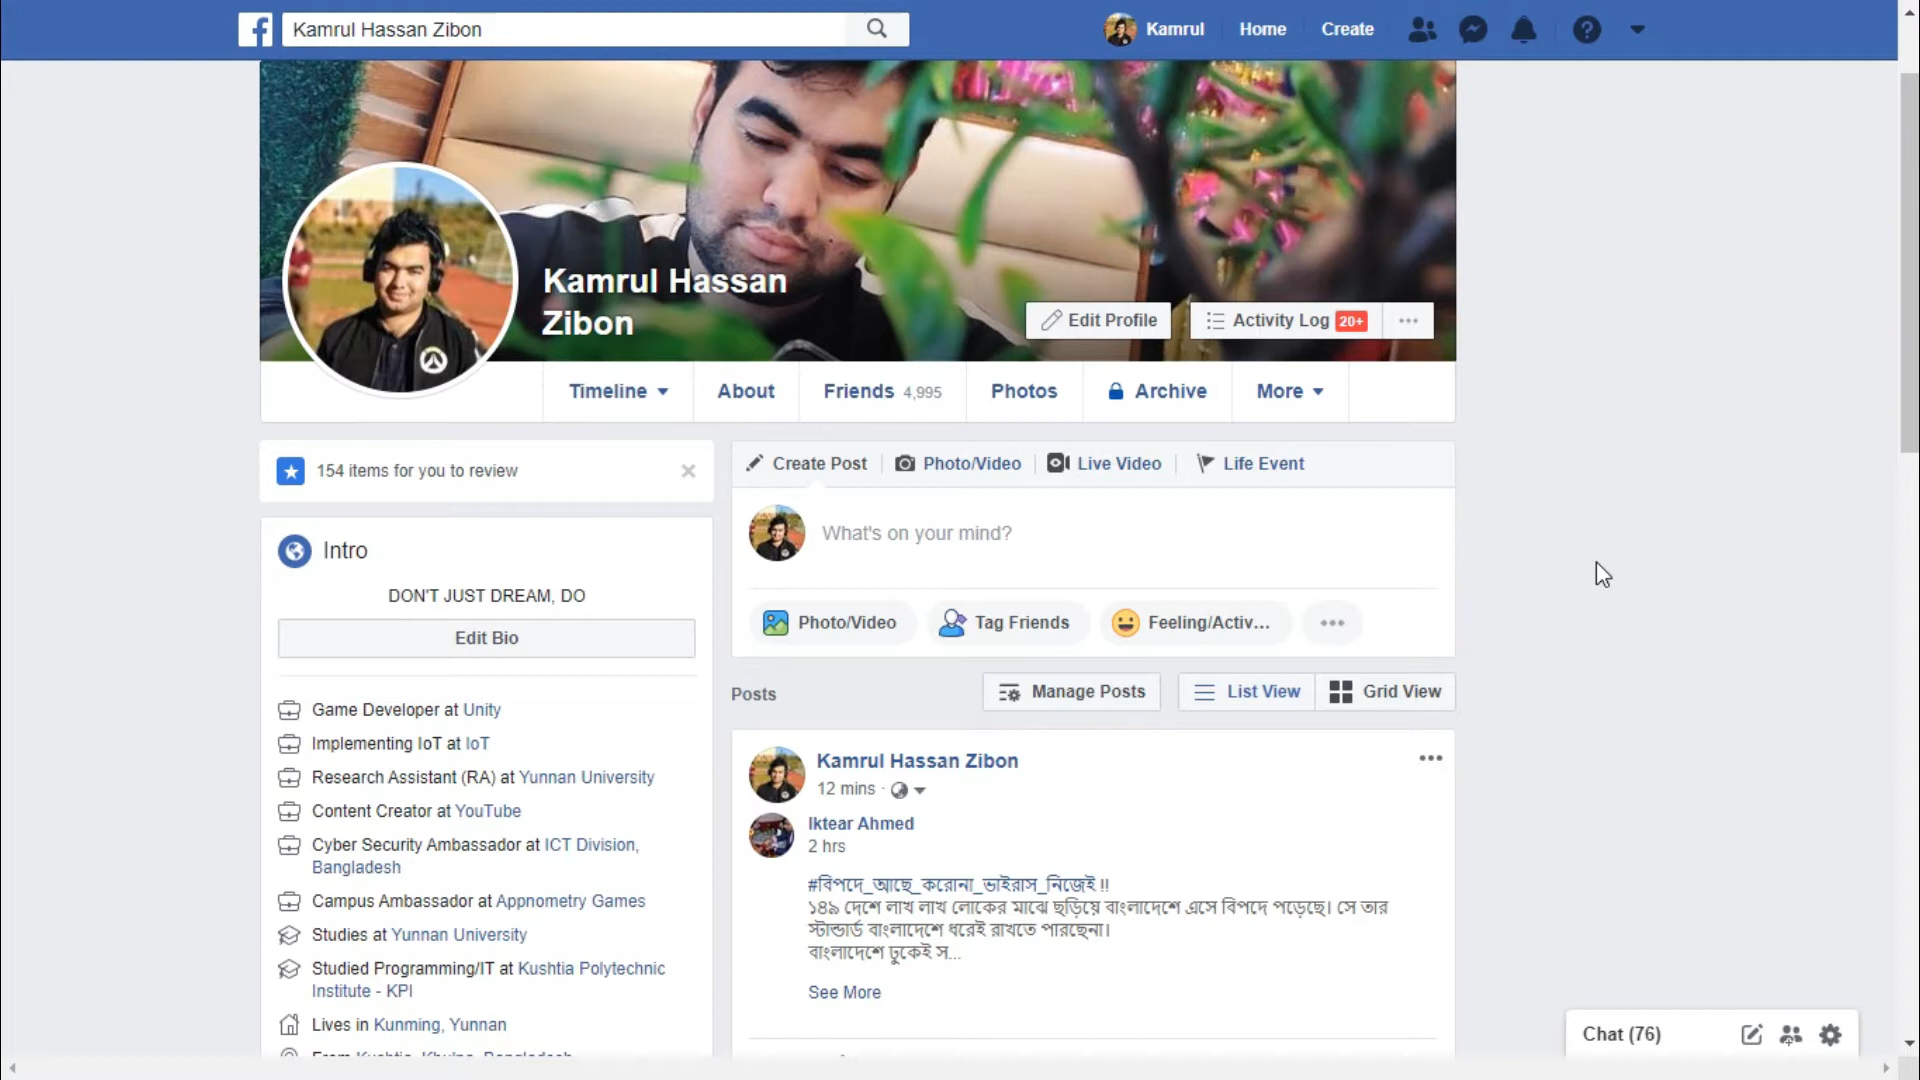 Kamrul Hassan Zibon
Kamrul
Home
Create
Kamrul Hassan
Zibon
Edit Profile
Activity Log 20+
Timeline
About
Friends 4,995
Photos
Archive
More
154 items for you to review
Create Post
Photo/Video
Live Video
Life Event
Intro
What's on your mind?
DON'T JUST DREAM, DO
Edit Bio
Photo/Video
Tag Friends
Feeling/Activ...
Posts
Manage Posts
List View
Grid View
Game Developer at Unity
Implementing IoT at IoT
Research Assistant (RA) at Yunnan University
Content Creator at YouTube
Cyber Security Ambassador at ICT Division,
Bangladesh
Campus Ambassador at Appnometry Games
Studies at Yunnan University
Studied Programming/IT at Kushtia Polytechnic
Institute - KPI
Lives in Kunming, Yunnan
From Kushtia, Khulna, Bangladesh
Kamrul Hassan Zibon
12 mins ·
Iktear Ahmed
2 hrs
#বিপদে_আছে_করোনা_ভাইরাস_নিজেই !!
১৪৯ দেশে লাখ লাখ লোকের মাঝে ছড়িয়ে বাংলাদেশে এসে বিপদে পড়েছে। সে তার
স্টান্ডার্ড বাংলাদেশে ধরেই রাখতে পারছেনা।
বাংলাদেশে ঢুকেই স...
See More
Chat (76)